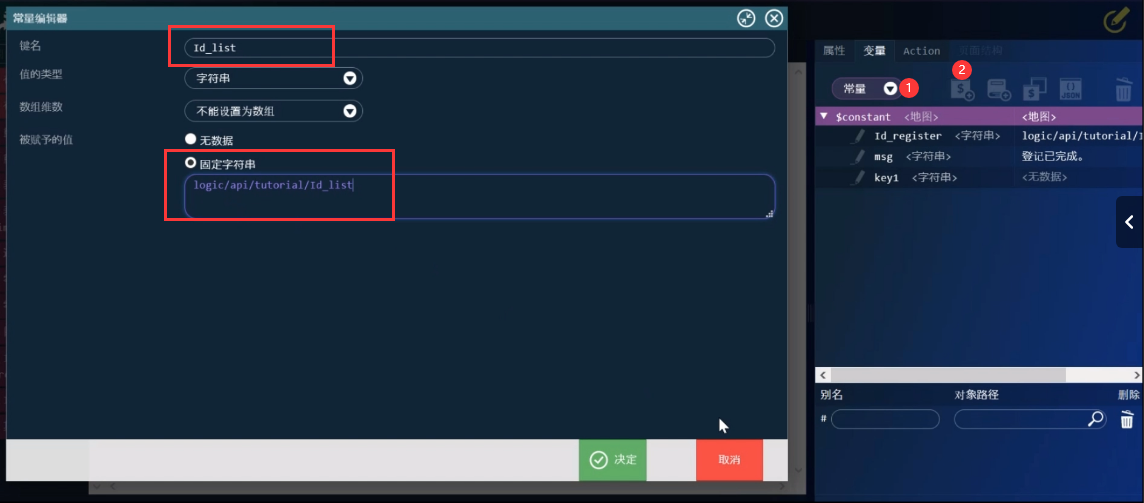 常量编辑器
键名
Id_list
值的类型
字符串
数组维数
不能设置为数组
被赋予的值
无数据
固定字符串
logic/api/tutorial/Id_list
决定
取消
属性 变量 Action 页面结构
常量
1
2
$constant <地图> <地图>
Id_register <字符串> logic/api/tutorial/I
msg <字符串> 登记已完成。
key1 <字符串> <无数据>
别名 对象路径 删除
#